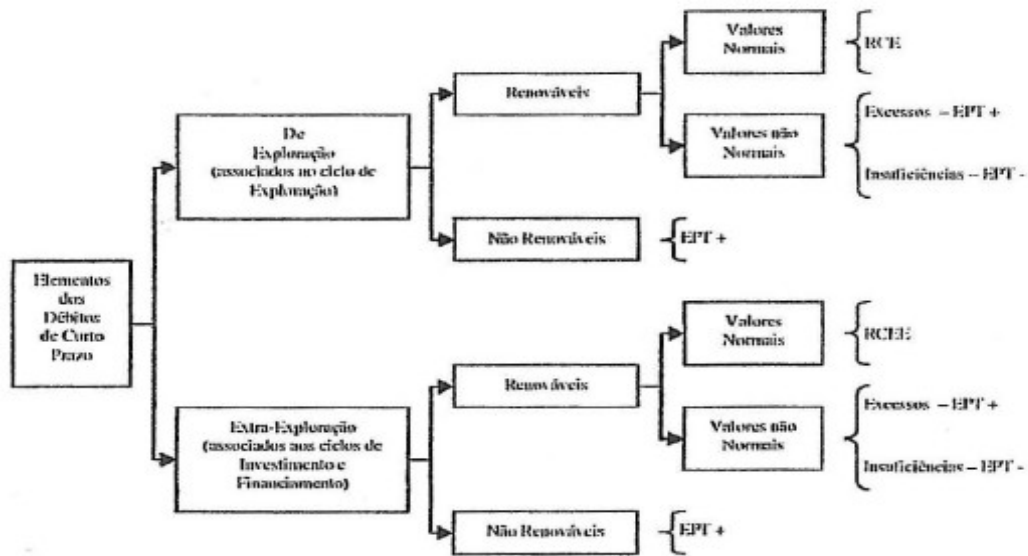 Valores
Normais
RCE
Renováveis
De
Exploração
(associados ao ciclo de
Exploração)
Valores não
Normais
Excessos – EPT +
Insuficiências – EPT -
Não Renováveis
EPT +
Elementos
dos
Débitos
de Curto
Prazo
Valores
Normais
RCEE
Renováveis
Extra-Exploração
(associados aos ciclos de
Investimento e
Financiamento)
Valores não
Normais
Excessos – EPT +
Insuficiências – EPT -
Não Renováveis
EPT +